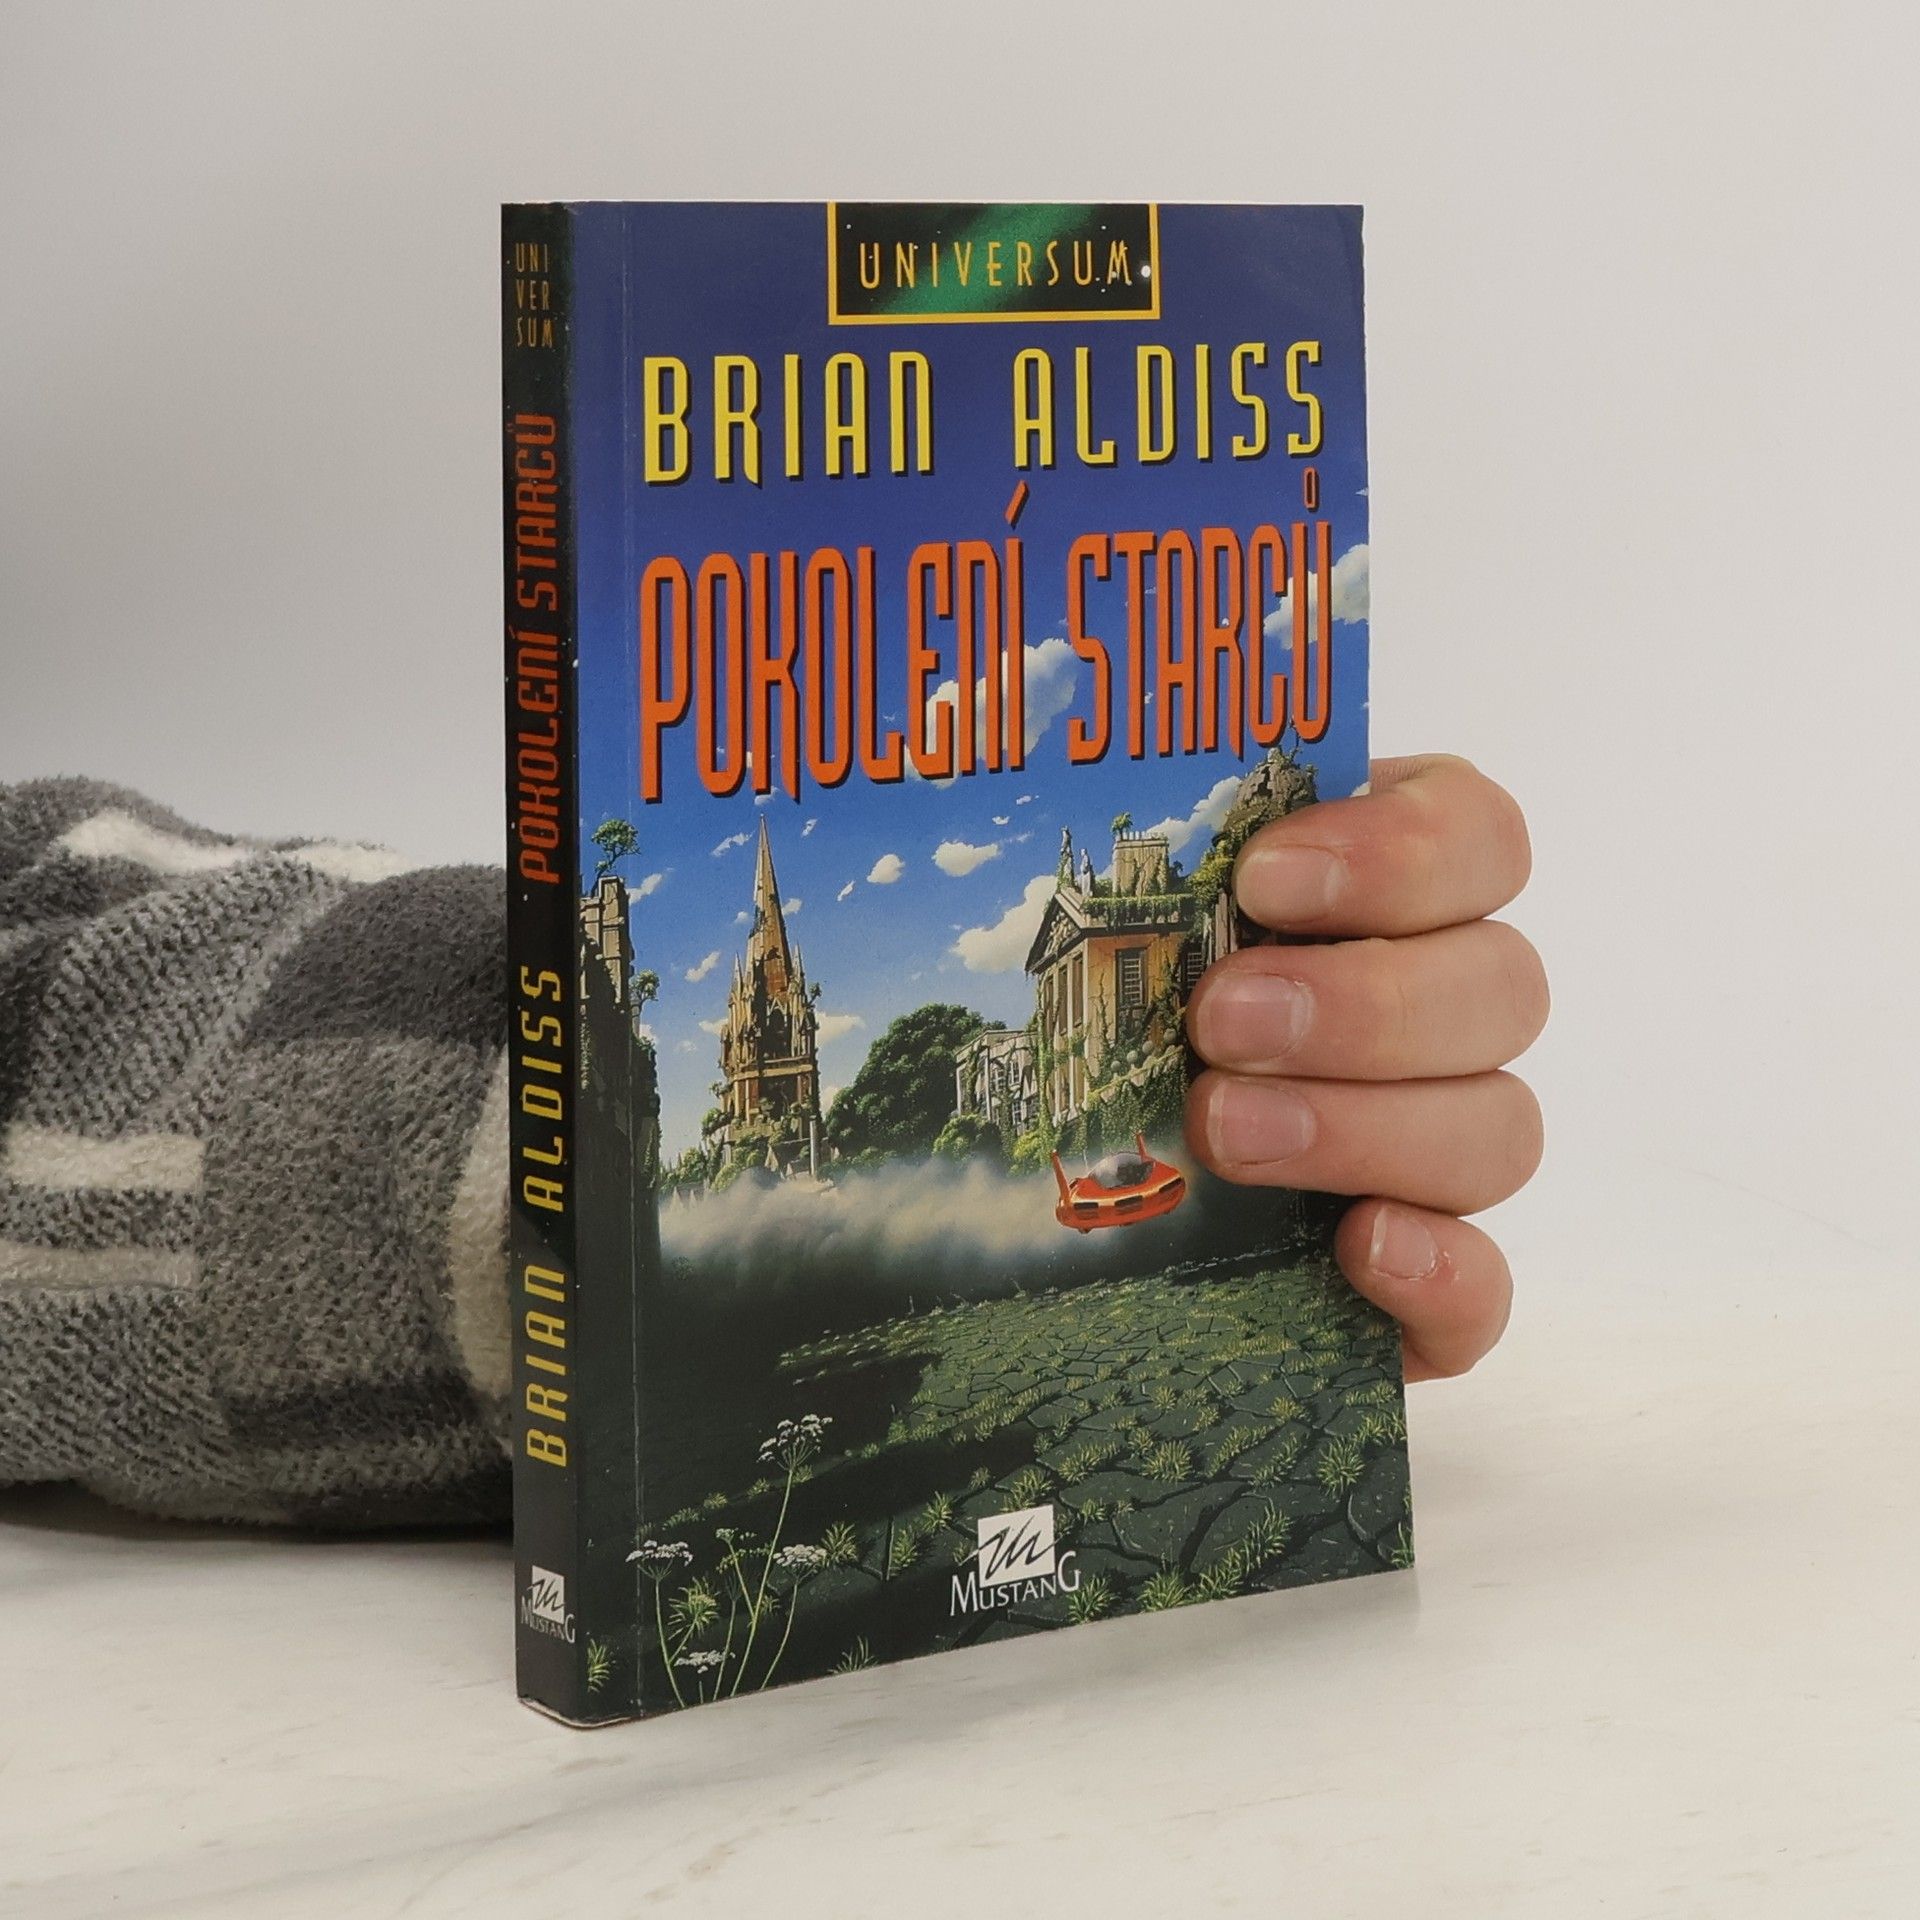 UNIVERSUM
BRIAN ALDISS
POKOLENÍ STARCŮ
MUSTANG
UNI
VER
SUM
BRIAN ALDISS POKOLENÍ STARCŮ
MUSTANG